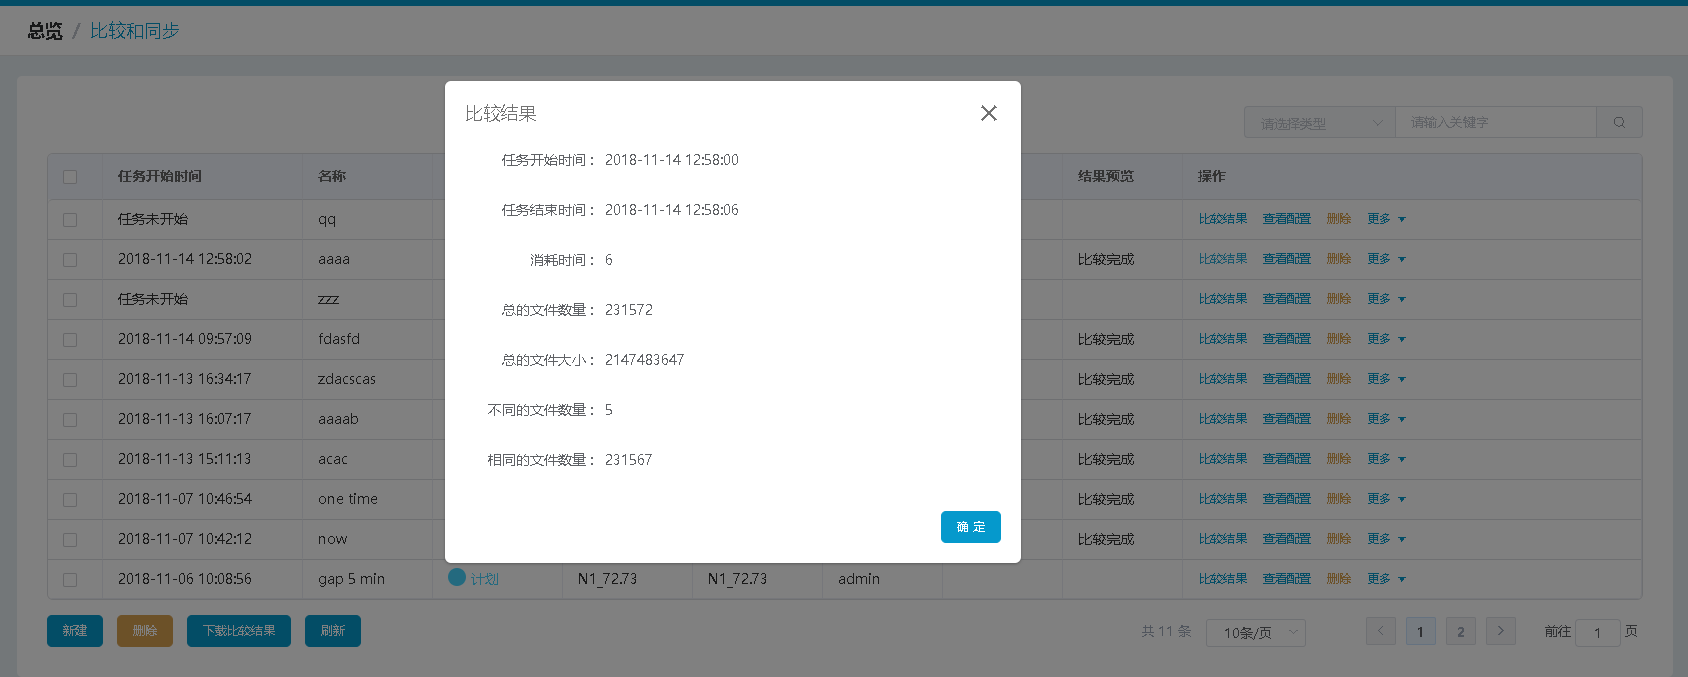 总览 / 比较和同步
比较结果
任务开始时间： 2018-11-14 12:58:00
任务结束时间： 2018-11-14 12:58:06
消耗时间： 6
总的文件数量： 231572
总的文件大小： 2147483647
不同的文件数量： 5
相同的文件数量： 231567
确 定
请选择类型 请输入关键字
任务开始时间 名称 结果预览 操作
任务未开始 qq 比较结果 查看配置 删除 更多
2018-11-14 12:58:02 aaaa 比较完成 比较结果 查看配置 删除 更多
任务未开始 zzz 比较结果 查看配置 删除 更多
2018-11-14 09:57:09 fdasfd 比较完成 比较结果 查看配置 删除 更多
2018-11-13 16:34:17 zdacscas 比较完成 比较结果 查看配置 删除 更多
2018-11-13 16:07:17 aaaab 比较完成 比较结果 查看配置 删除 更多
2018-11-13 15:11:13 acac 比较完成 比较结果 查看配置 删除 更多
2018-11-07 10:46:54 one time 比较完成 比较结果 查看配置 删除 更多
2018-11-07 10:42:12 now 比较完成 比较结果 查看配置 删除 更多
2018-11-06 10:08:56 gap 5 min 计划 N1_72.73 N1_72.73 admin 比较结果 查看配置 删除 更多
新建 删除 下载比较结果 刷新 共 11 条 10条/页 1 2 前往 1 页